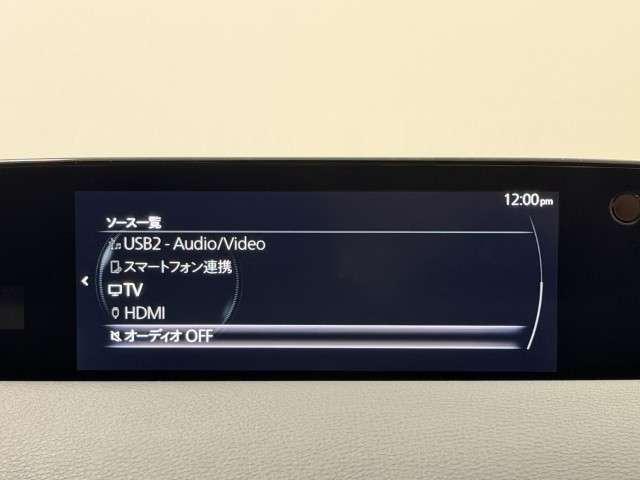 12:00pm
ソース一覧
USB2 - Audio/Video
スマートフォン連携
TV
HDMI
オーディオ OFF